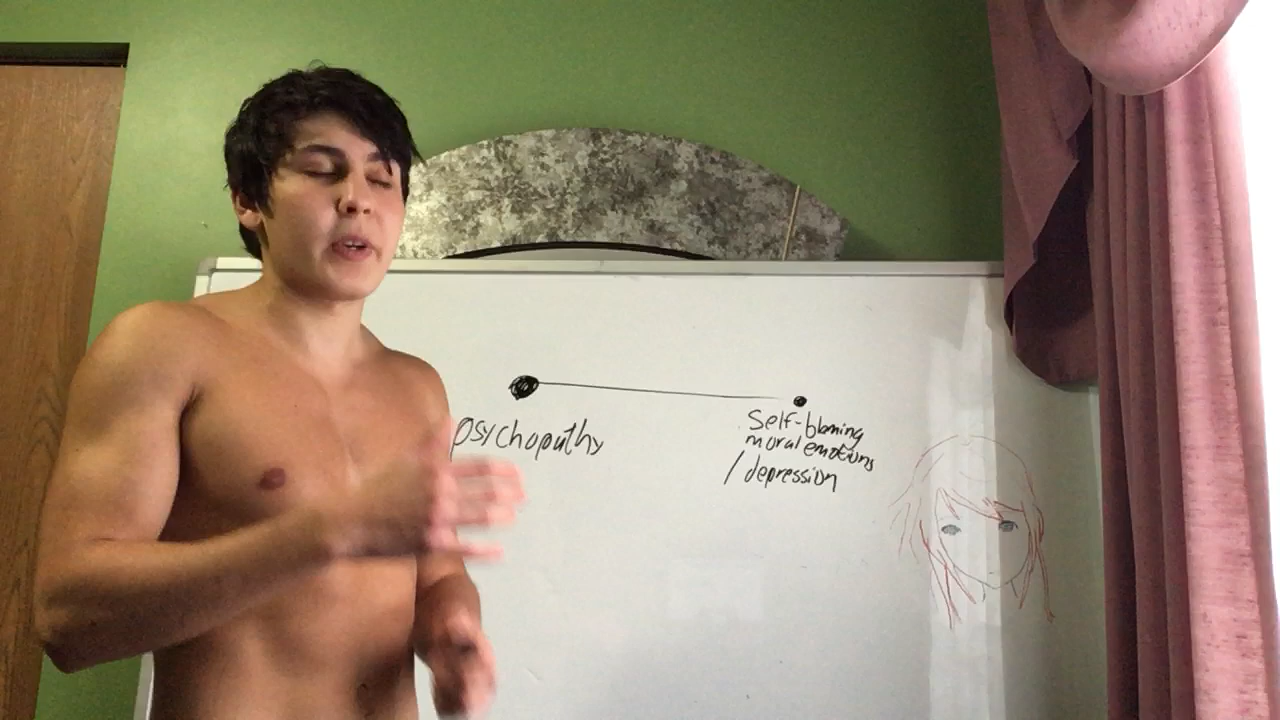 psychopathy
Self-blaming
moral emotions
/depression